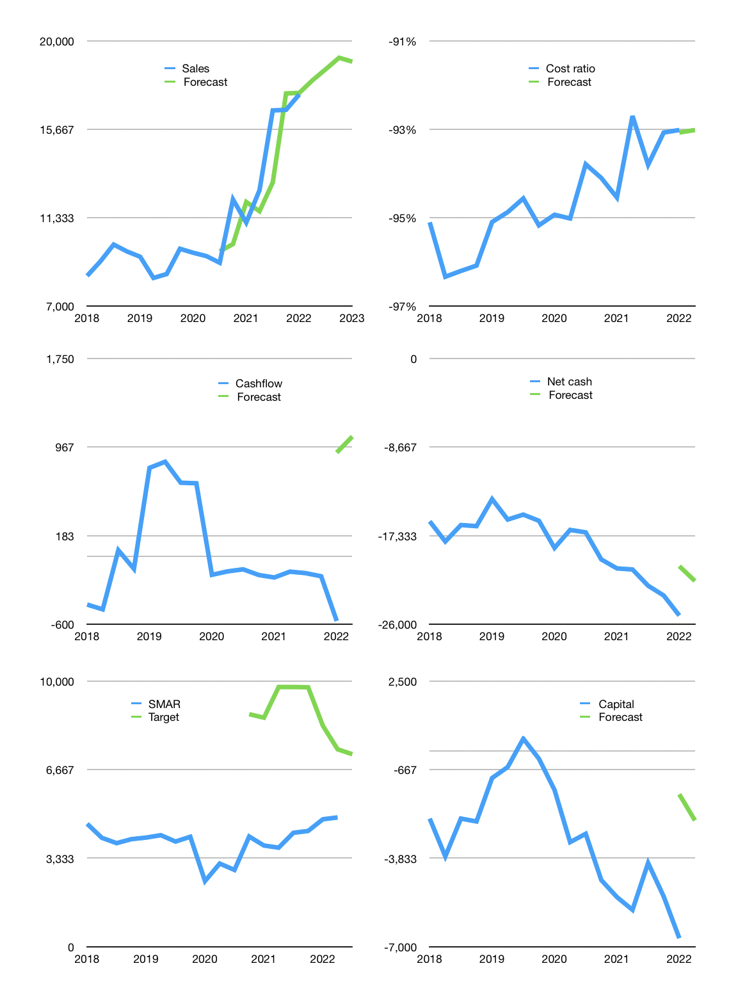 20,000
Sales
Forecast
15,667
11,333
7,000
2018 2019 2020 2021 2022 2023
-91%
Cost ratio
Forecast
-93%
-95%
-97%
2018 2019 2020 2021 2022
1,750
Cashflow
Forecast
967
183
-600
2018 2019 2020 2021 2022
0
Net cash
Forecast
-8,667
-17,333
-26,000
2018 2019 2020 2021 2022
10,000
SMAR
Target
6,667
3,333
0
2018 2019 2020 2021 2022
2,500
Capital
Forecast
-667
-3,833
-7,000
2018 2019 2020 2021 2022